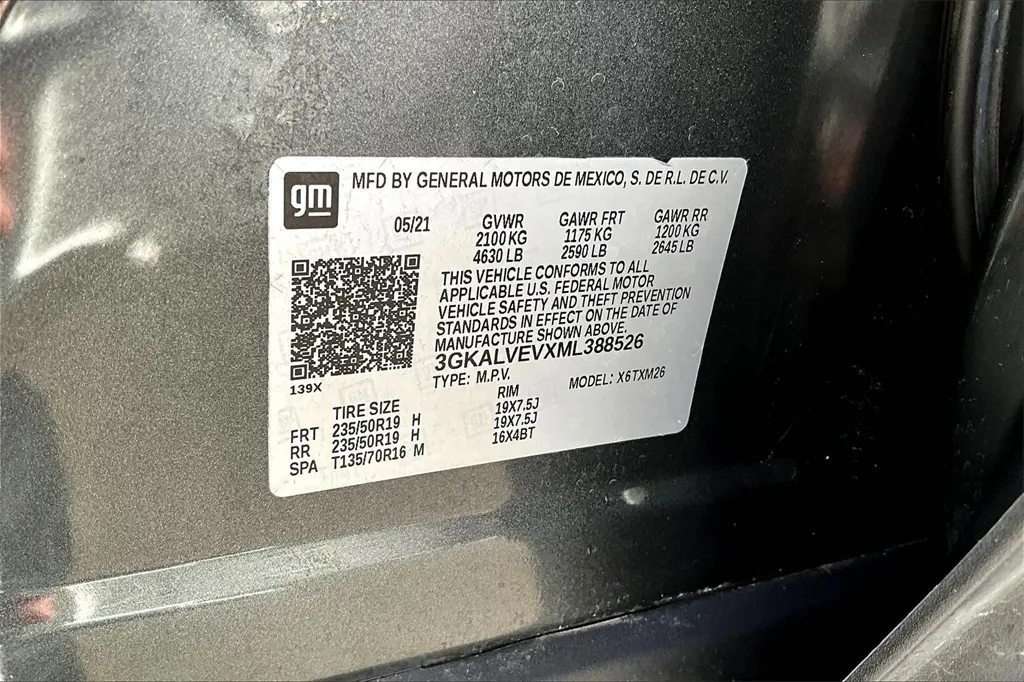 gm MFD BY GENERAL MOTORS DE MEXICO, S. DE R.L. DE C.V.
05/21 GVWR GAWR FRT GAWR RR
2100 KG 1175 KG 1200 KG
4630 LB 2590 LB 2645 LB
THIS VEHICLE CONFORMS TO ALL
APPLICABLE U.S. FEDERAL MOTOR
VEHICLE SAFETY AND THEFT PREVENTION
STANDARDS IN EFFECT ON THE DATE OF
MANUFACTURE SHOWN ABOVE.
3GKALVEVXML388526
TYPE: M.P.V. MODEL: X6TXM26
139X
TIRE SIZE RIM
FRT 235/50R19 H 19X7.5J
RR 235/50R19 H 19X7.5J
SPA T135/70R16 M 16X4BT